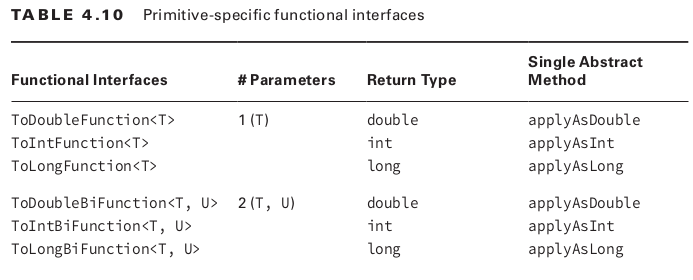 TABLE 4.10 Primitive-specific functional interfaces
Functional Interfaces # Parameters Return Type Single Abstract Method
ToDoubleFunction<T> 1 (T) double applyAsDouble
ToIntFunction<T> int applyAsInt
ToLongFunction<T> long applyAsLong
ToDoubleBiFunction<T, U> 2 (T, U) double applyAsDouble
ToIntBiFunction<T, U> int applyAsInt
ToLongBiFunction<T, U> long applyAsLong